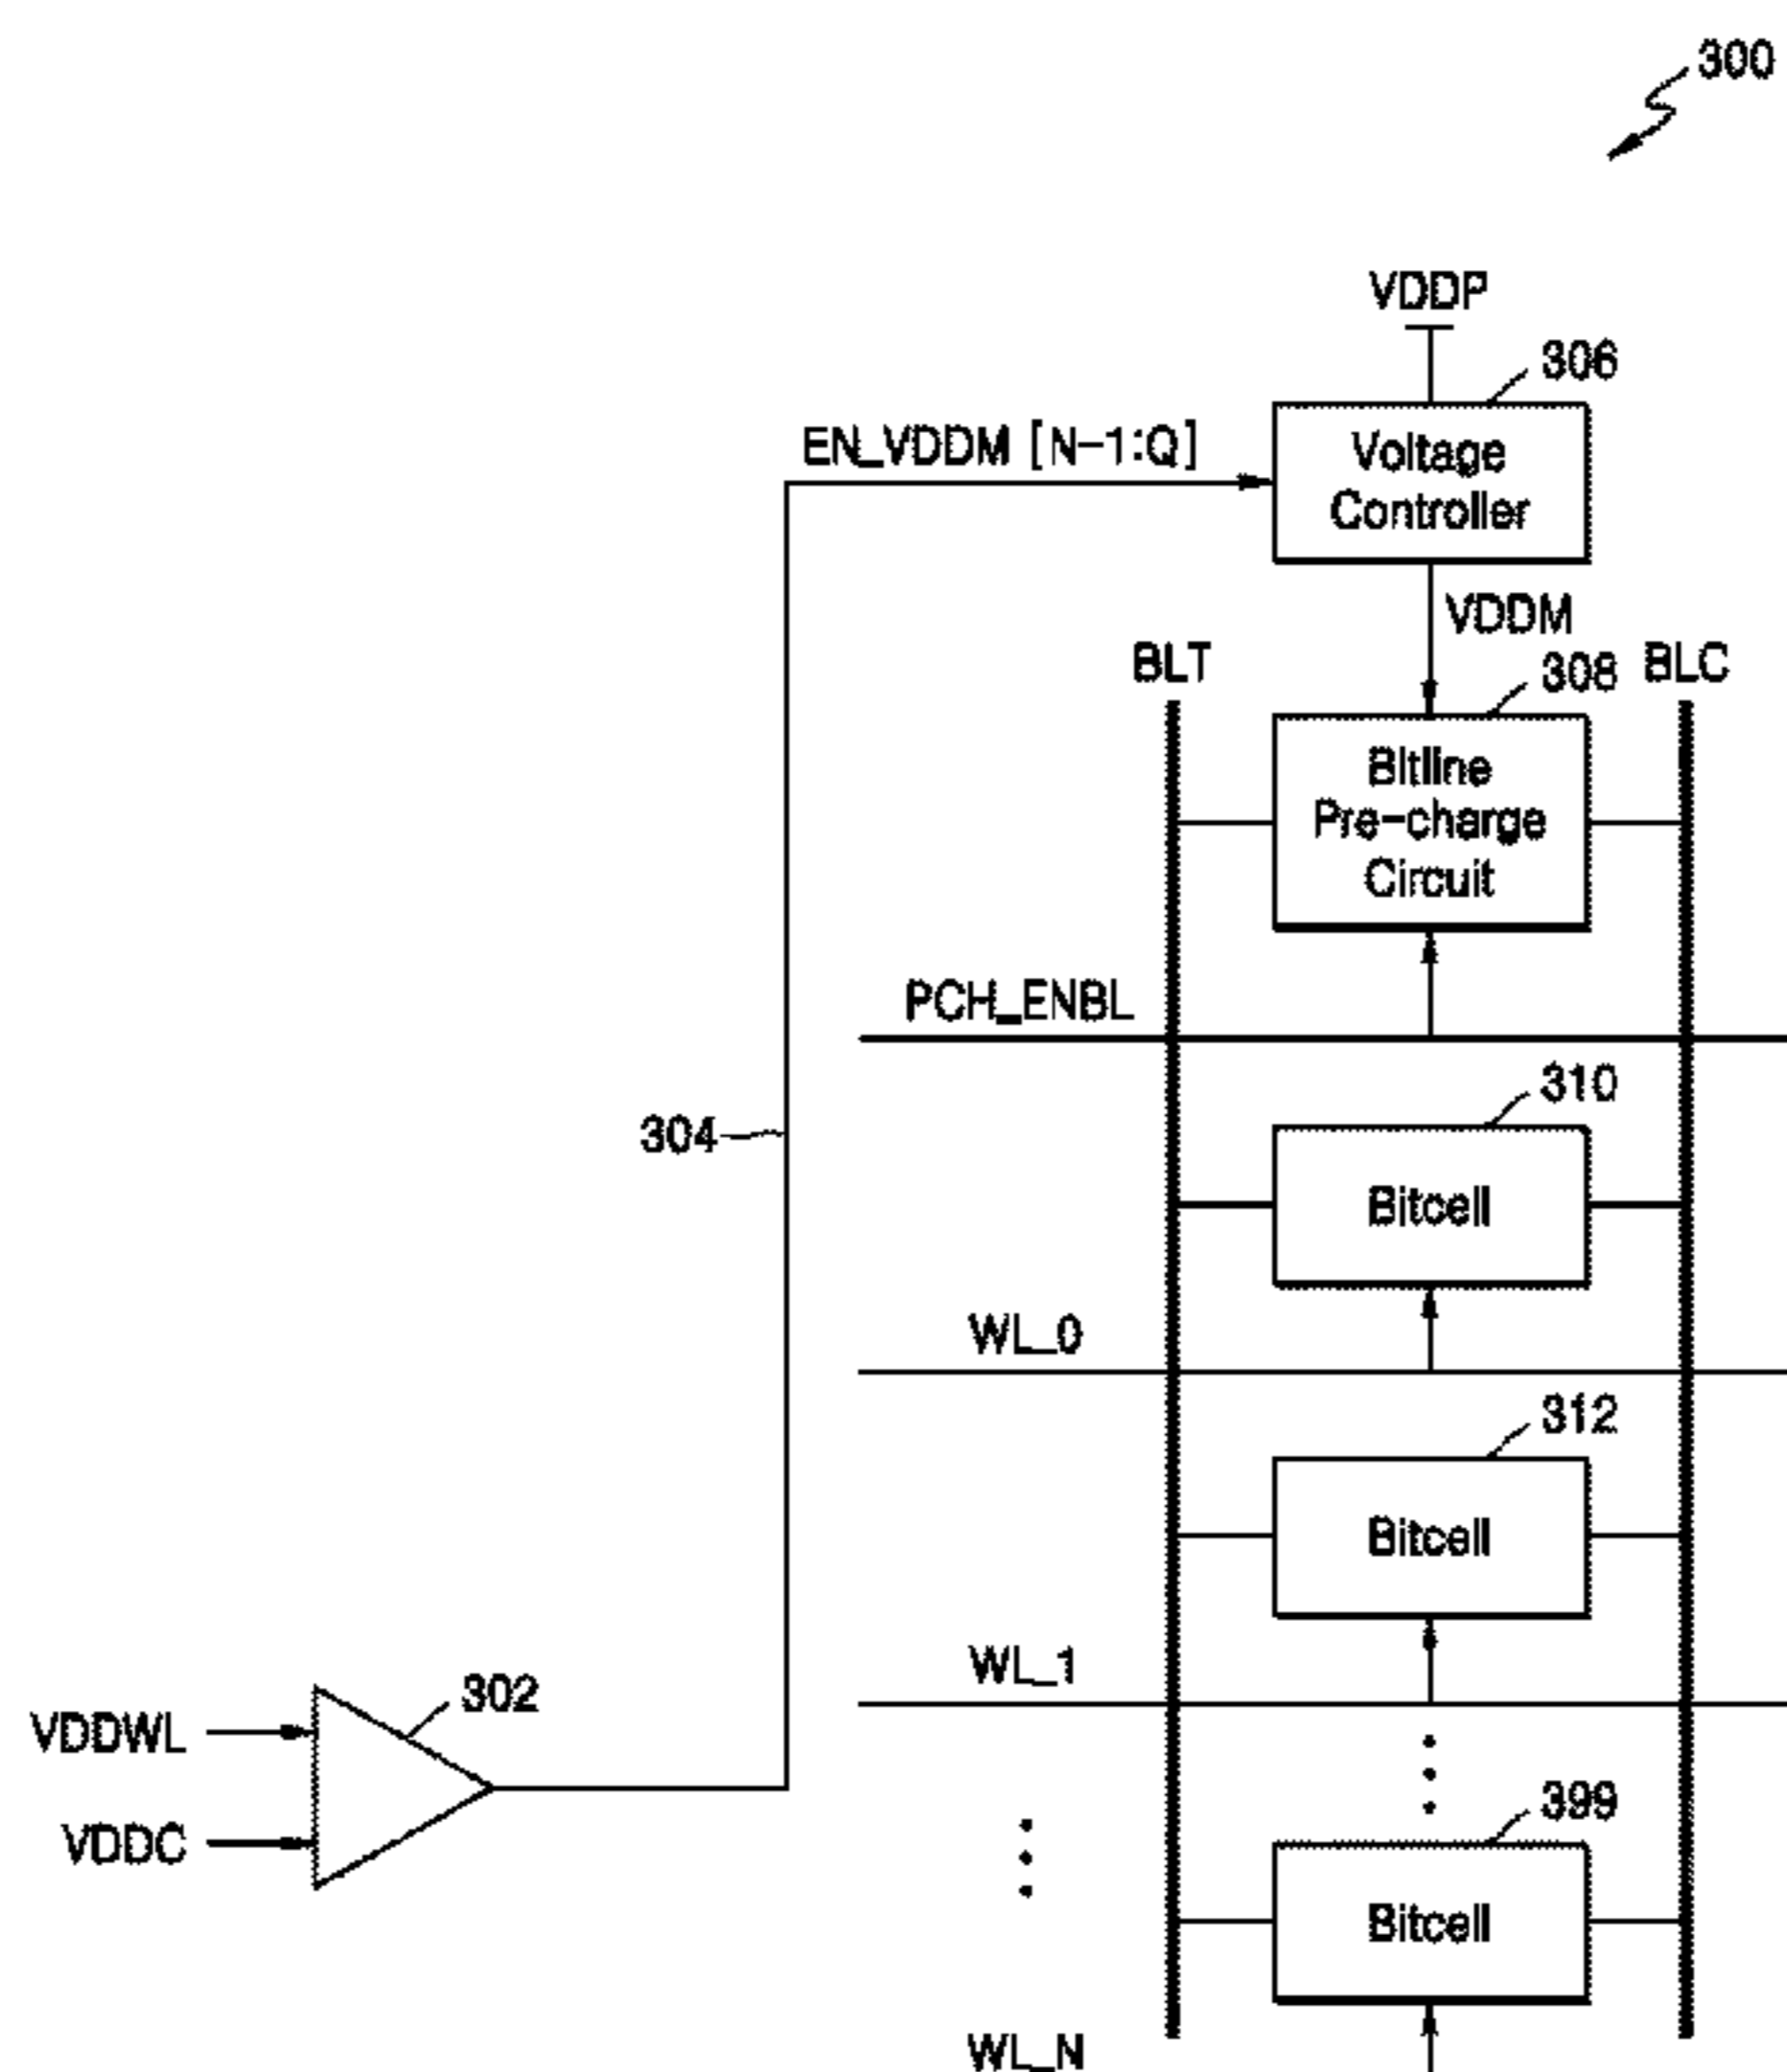 300
VDDP
306
EN_VDDM [N-1:Q]
Voltage
Controller
VDDM
BLT
308
BLC
Bitline
Pre-charge
Circuit
PCH_ENBL
310
304
Bitcell
WL_0
312
Bitcell
WL_1
302
VDDWL
399
VDDC
Bitcell
WL_N